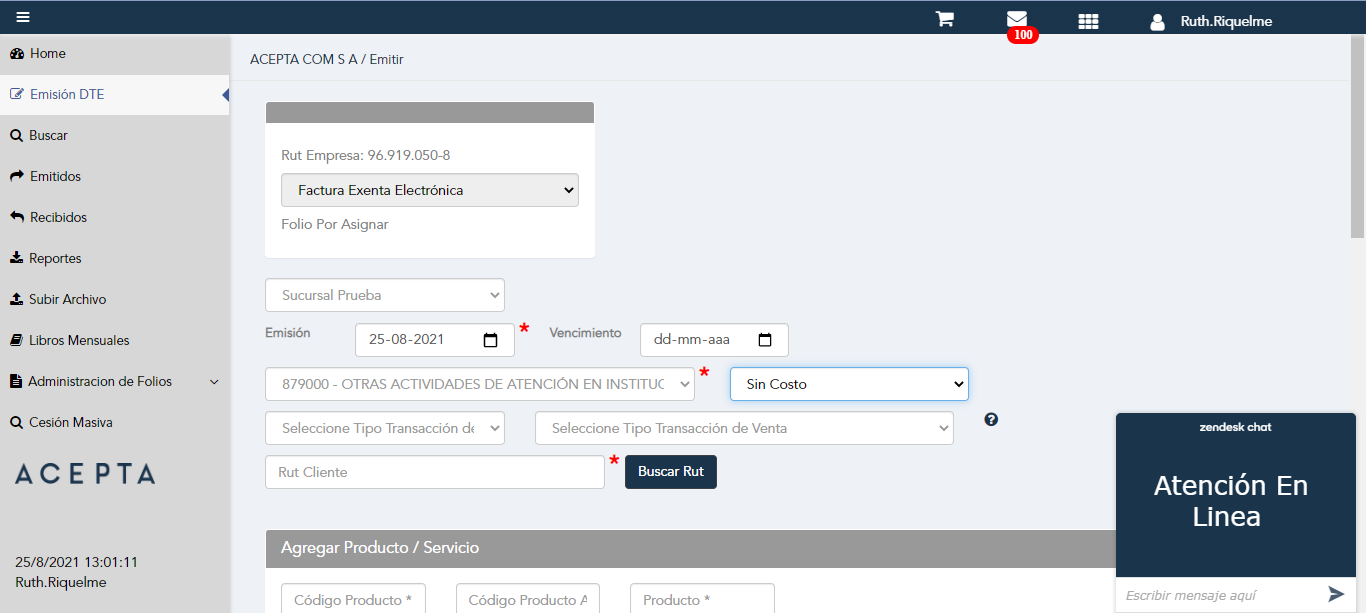 100
Ruth.Riquelme
Home
Emisión DTE
Buscar
Emitidos
Recibidos
Reportes
Subir Archivo
Libros Mensuales
Administracion de Folios
Cesión Masiva
ACEPTA
25/8/2021 13:01:11
Ruth.Riquelme
ACEPTA COM S A / Emitir
Rut Empresa: 96.919.050-8
Factura Exenta Electrónica
Folio Por Asignar
Sucursal Prueba
Emisión 25-08-2021 * Vencimiento dd-mm-aaa
879000 - OTRAS ACTIVIDADES DE ATENCIÓN EN INSTITUC * Sin Costo
Seleccione Tipo Transacción de Seleccione Tipo Transacción de Venta ?
Rut Cliente * Buscar Rut
Agregar Producto / Servicio
Código Producto * Código Producto A Producto *
zendesk chat
Atención En
Linea
Escribir mensaje aquí